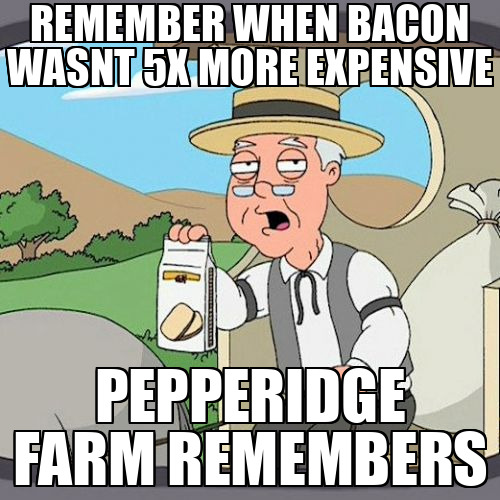 REMEMBER WHEN BACON
WASNT 5X MORE EXPENSIVE
PEPPERIDGE
FARM REMEMBERS